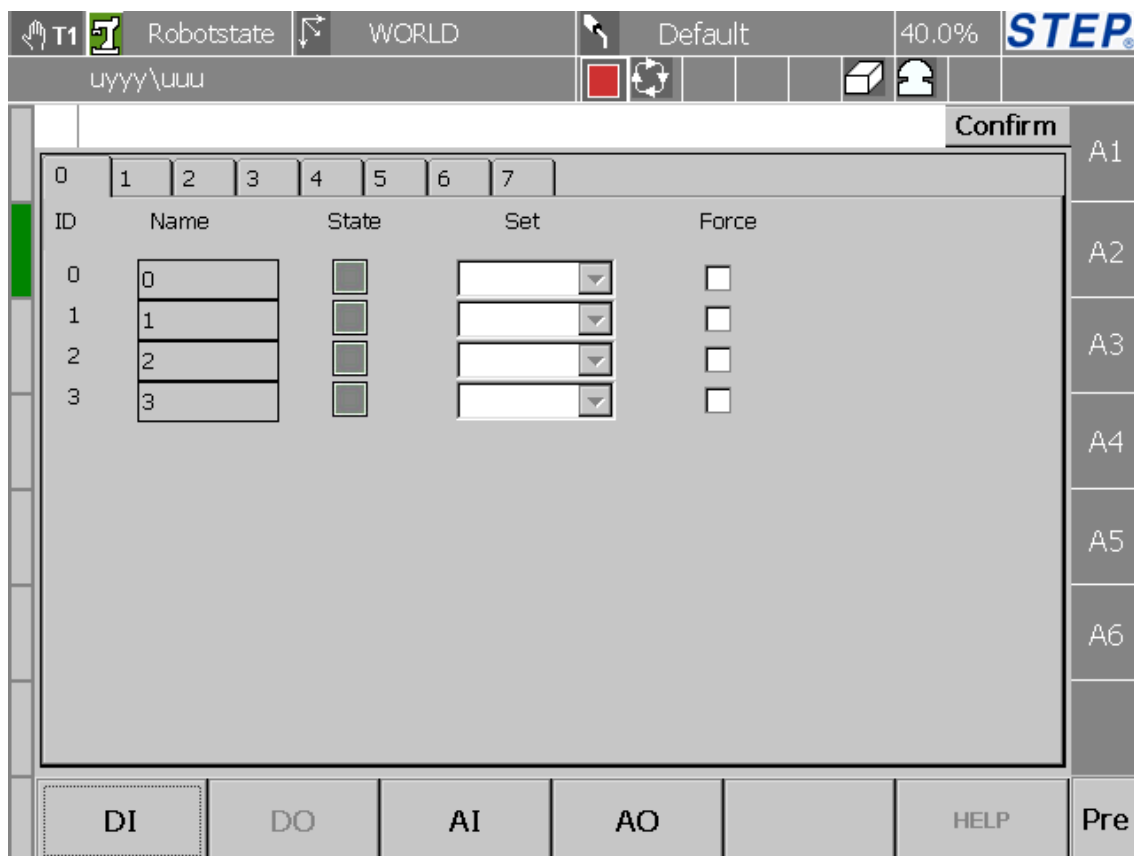 T1 Robotstate WORLD Default 40.0% STEP®
uyyy\uuu
Confirm
A1
0 1 2 3 4 5 6 7
ID Name State Set Force
A2
0 0
1 1
A3
2 2
3 3
A4
A5
A6
DI DO AI AO HELP Pre